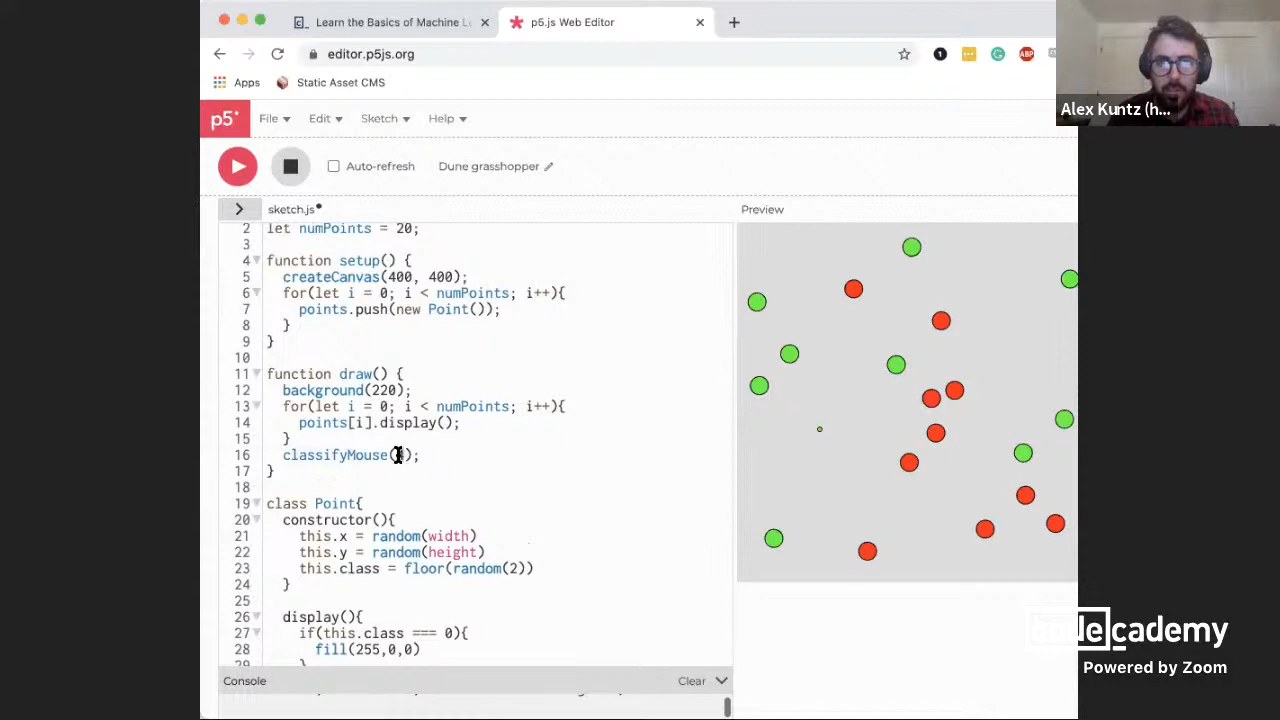 Learn the Basics of Machine L
p5.js Web Editor
editor.p5js.org
ABP
Apps
Static Asset CMS
Alex Kuntz (h...
p5*
File
Edit
Sketch
Help
Auto-refresh
Dune grasshopper
sketch.js
Preview
2 let numPoints = 20;
3
4 function setup() {
5 createCanvas(400, 400);
6 for(let i = 0; i < numPoints; i++){
7 points.push(new Point());
8 }
9 }
10
11 function draw() {
12 background(220);
13 for(let i = 0; i < numPoints; i++){
14 points[i].display();
15 }
16 classifyMouse( );
17 }
18
19 class Point{
20 constructor(){
21 this.x = random(width)
22 this.y = random(height)
23 this.class = floor(random(2))
24 }
25
26 display(){
27 if(this.class === 0){
28 fill(255,0,0)
29 }
Console
Clear
codecademy
Powered by Zoom